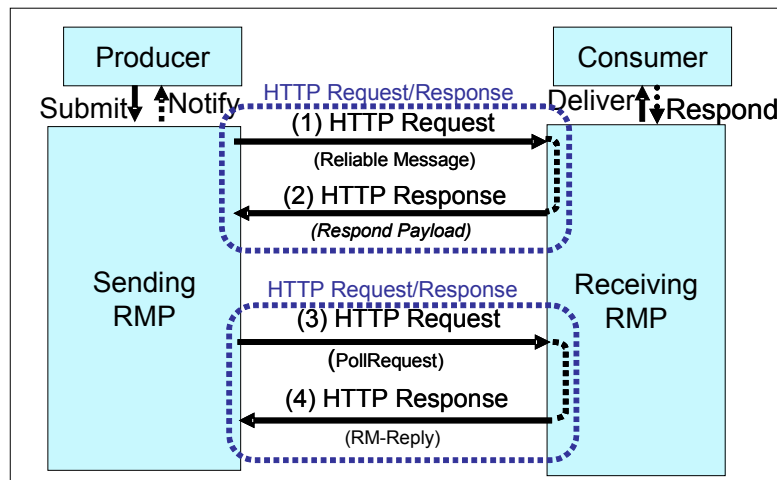 Producer
Consumer
Submit
Notify
HTTP Request/Response
Deliver
Respond
(1) HTTP Request
(Reliable Message)
(2) HTTP Response
(Respond Payload)
Sending
RMP
Receiving
RMP
HTTP Request/Response
(3) HTTP Request
(PollRequest)
(4) HTTP Response
(RM-Reply)